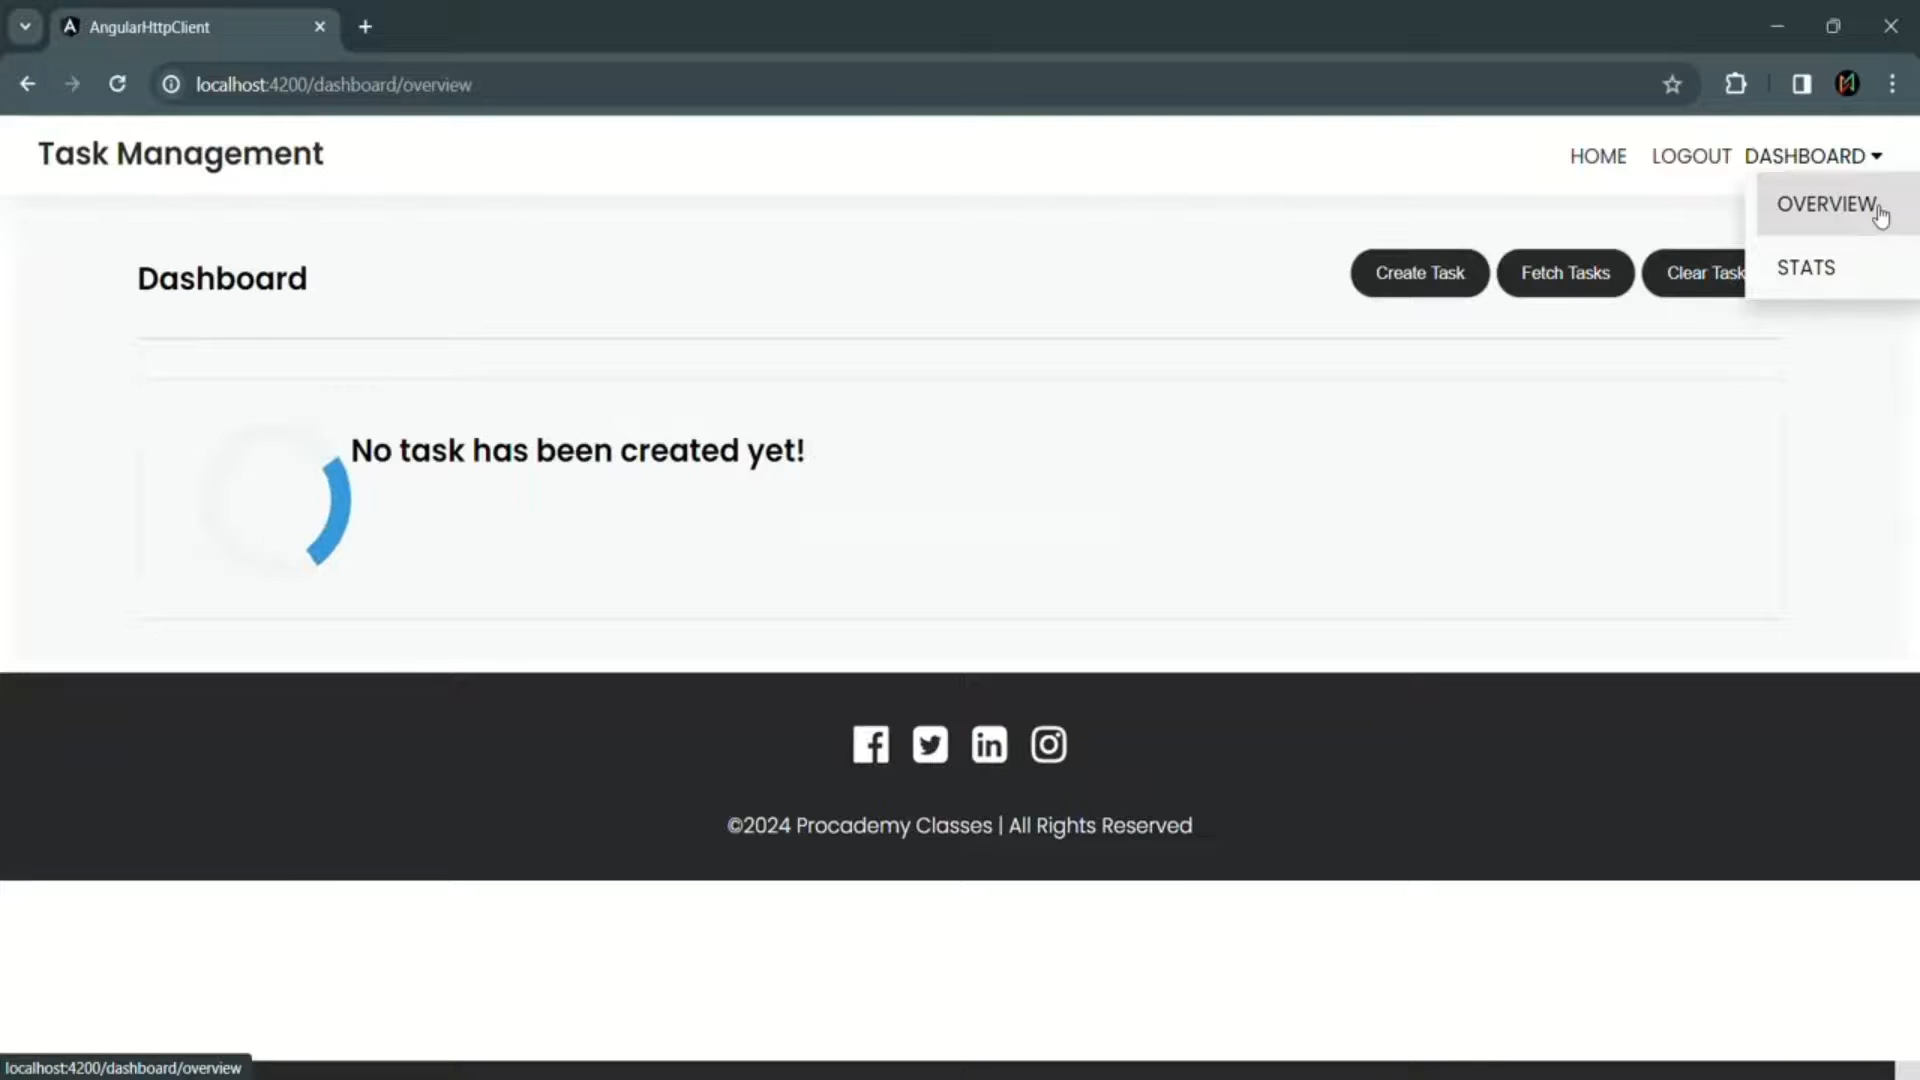 AngularHttpClient
localhost:4200/dashboard/overview
Task Management
HOME LOGOUT DASHBOARD
OVERVIEW
STATS
Dashboard
Create Task Fetch Tasks Clear Task
No task has been created yet!
©2024 Procademy Classes | All Rights Reserved
localhost:4200/dashboard/overview